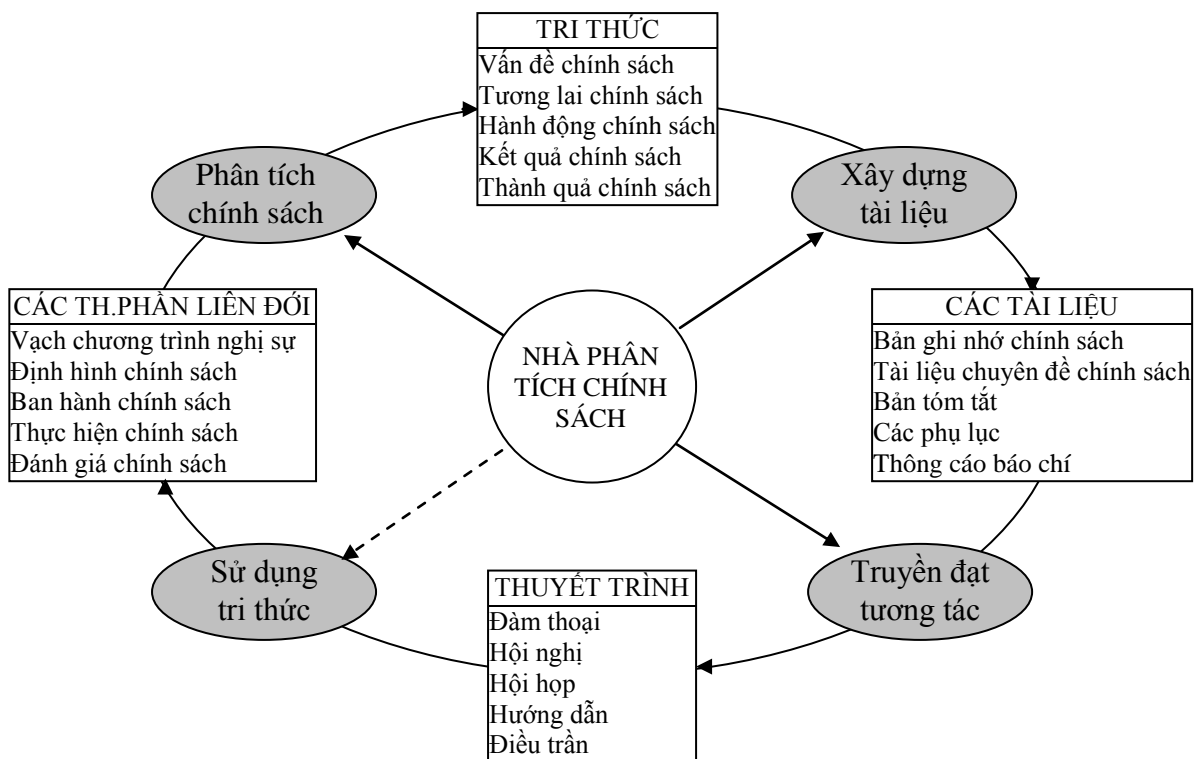 TRI THỨC
Vấn đề chính sách
Tương lai chính sách
Hành động chính sách
Kết quả chính sách
Thành quả chính sách
Phân tích
chính sách
Xây dựng
tài liệu
CÁC TH.PHẦN LIÊN ĐỚI
Vạch chương trình nghị sự
Định hình chính sách
Ban hành chính sách
Thực hiện chính sách
Đánh giá chính sách
NHÀ PHÂN
TÍCH CHÍNH
SÁCH
CÁC TÀI LIỆU
Bản ghi nhớ chính sách
Tài liệu chuyên đề chính sách
Bản tóm tắt
Các phụ lục
Thông cáo báo chí
Sử dụng
tri thức
THUYẾT TRÌNH
Đàm thoại
Hội nghị
Hội họp
Hướng dẫn
Điều trần
Truyền đạt
tương tác